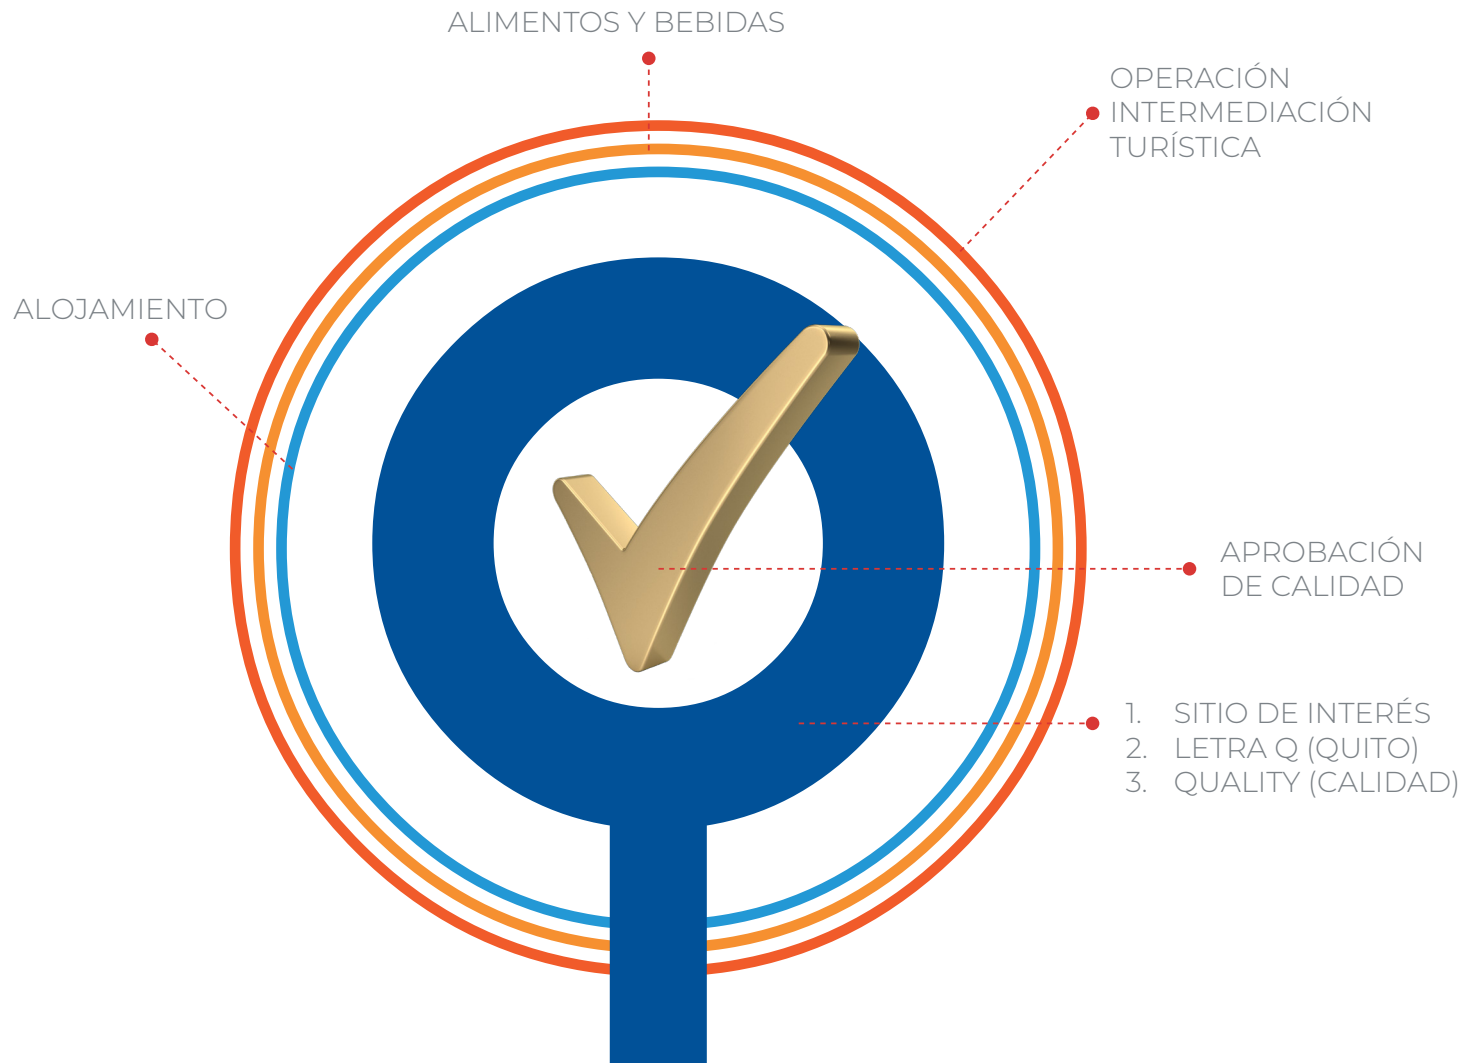 ALIMENTOS Y BEBIDAS
OPERACIÓN
INTERMEDIACIÓN
TURÍSTICA
ALOJAMIENTO
APROBACIÓN
DE CALIDAD
1. SITIO DE INTERÉS
2. LETRA Q (QUITO)
3. QUALITY (CALIDAD)